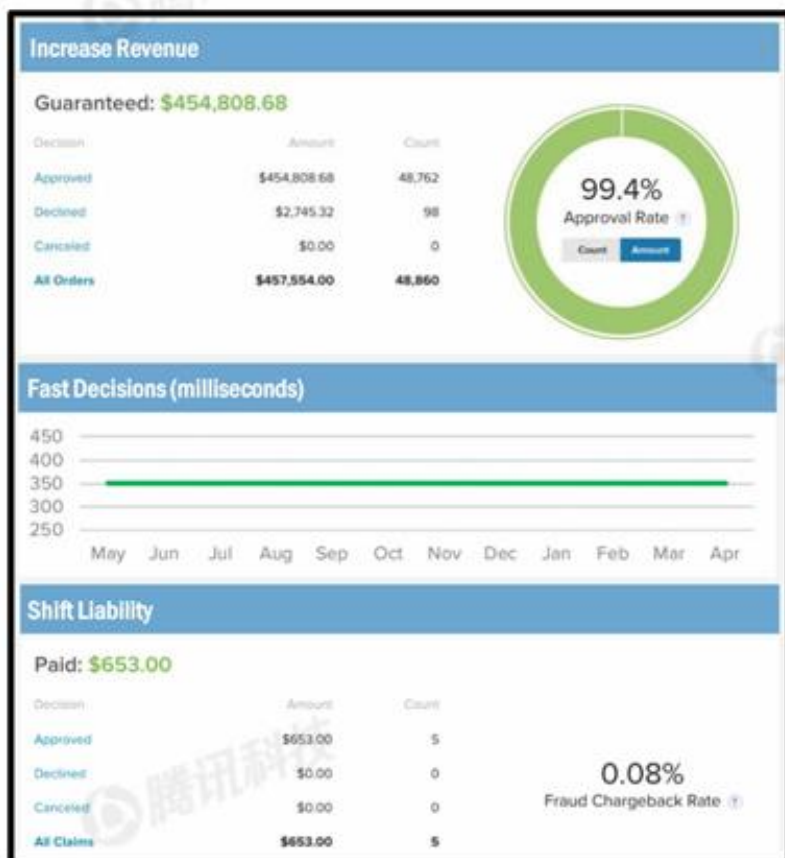 Increase Revenue
Guaranteed: $454,808.68
Decision Amount Count
Approved $454,808.68 48,762
Declined $2,745.32 98
Canceled $0.00 0
All Orders $457,554.00 48,860
99.4%
Approval Rate ?
Count Amount
Fast Decisions (milliseconds)
450
400
350
300
250
May Jun Jul Aug Sep Oct Nov Dec Jan Feb Mar Apr
Shift Liability
Paid: $653.00
Decision Amount Count
Approved $653.00 5
Declined $0.00 0
Canceled $0.00 0
All Claims $653.00 5
0.08%
Fraud Chargeback Rate ?
腾讯科技